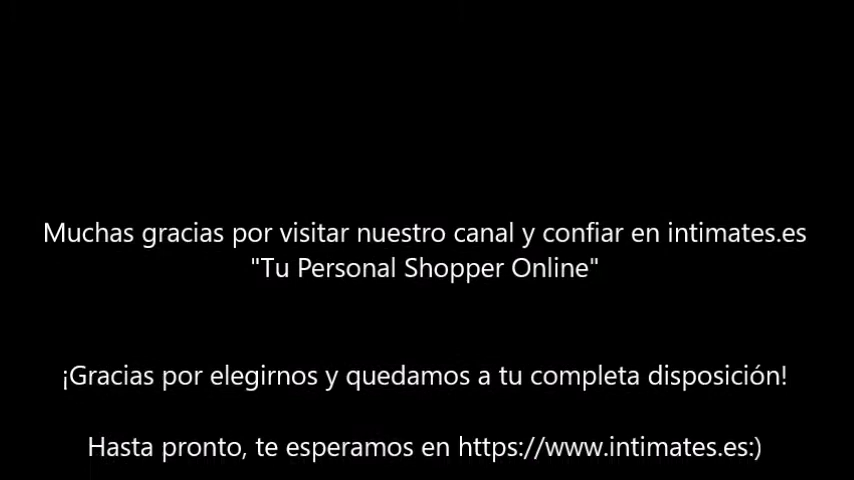 Muchas gracias por visitar nuestro canal y confiar en intimates.es
"Tu Personal Shopper Online"
¡Gracias por elegirnos y quedamos a tu completa disposición!
Hasta pronto, te esperamos en https://www.intimates.es:)